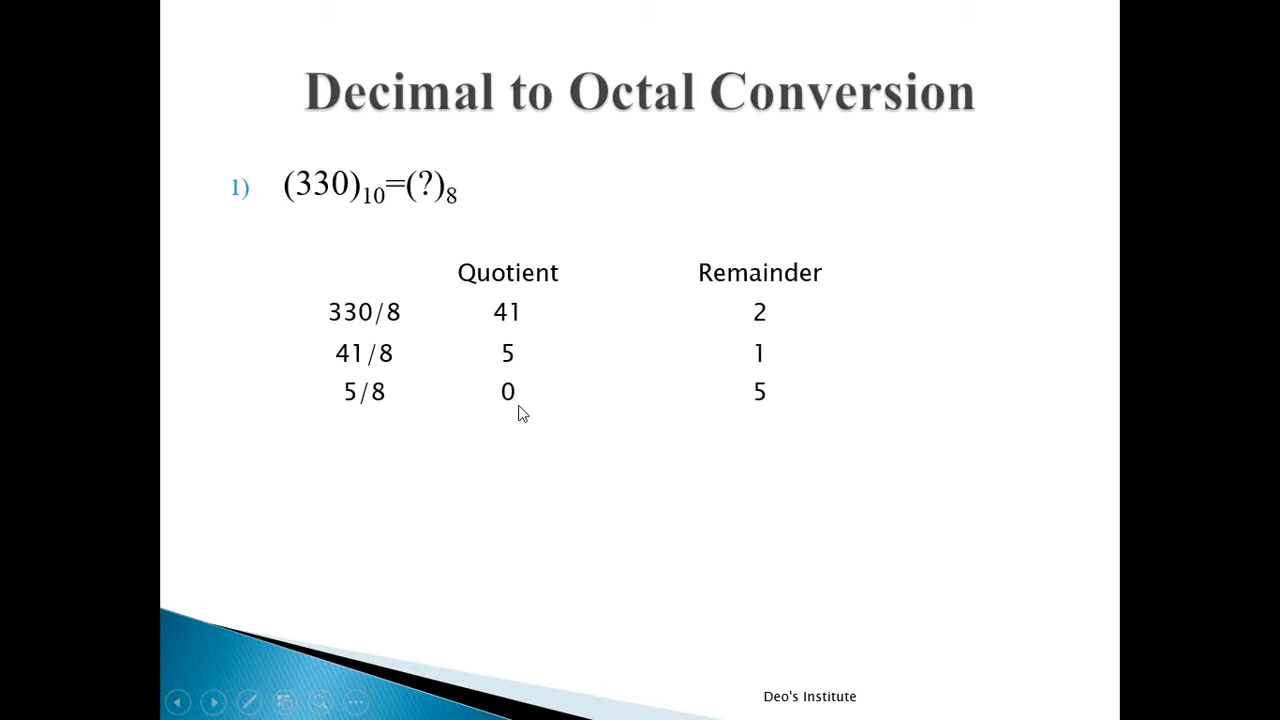 Decimal to Octal Conversion
1) (330)₁₀=(?)₈
Quotient Remainder
330/8 41 2
41/8 5 1
5/8 0 5
Deo's Institute